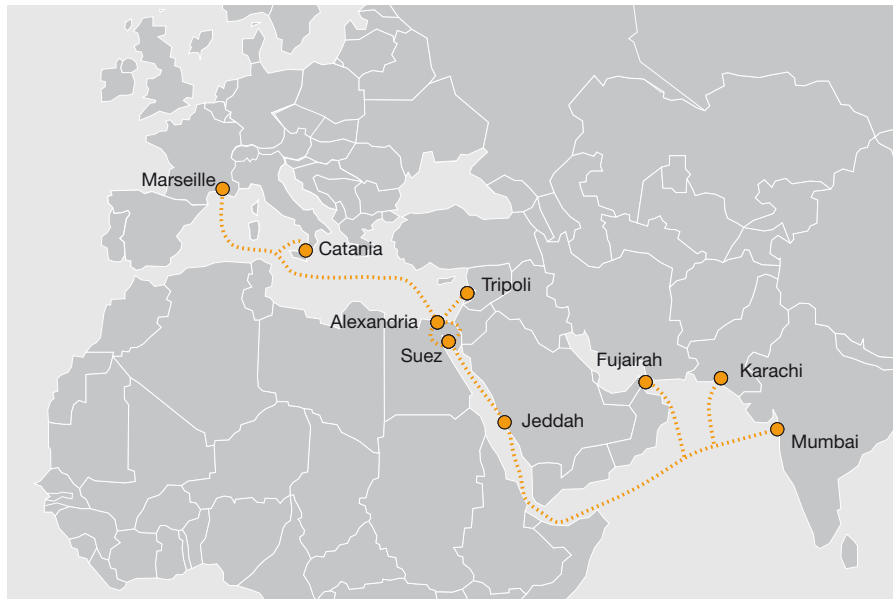 Marseille
Catania
Tripoli
Alexandria
Suez
Fujairah
Karachi
Jeddah
Mumbai